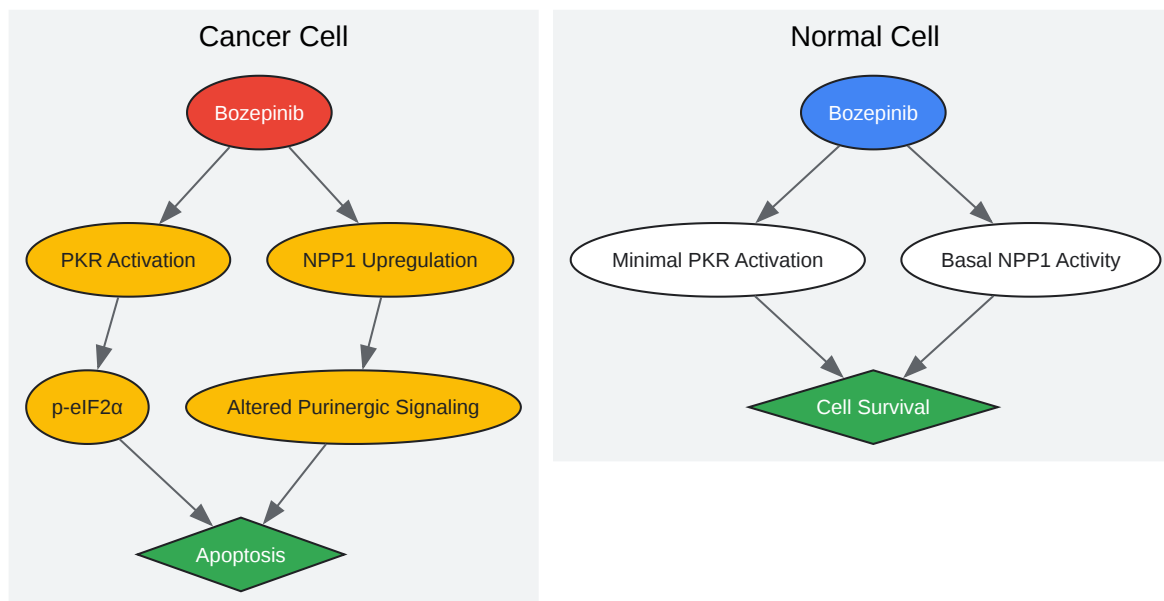 Cancer Cell
Bozepinib
PKR Activation
NPP1 Upregulation
p-eIF2α
Altered Purinergic Signaling
Apoptosis
Normal Cell
Bozepinib
Minimal PKR Activation
Basal NPP1 Activity
Cell Survival